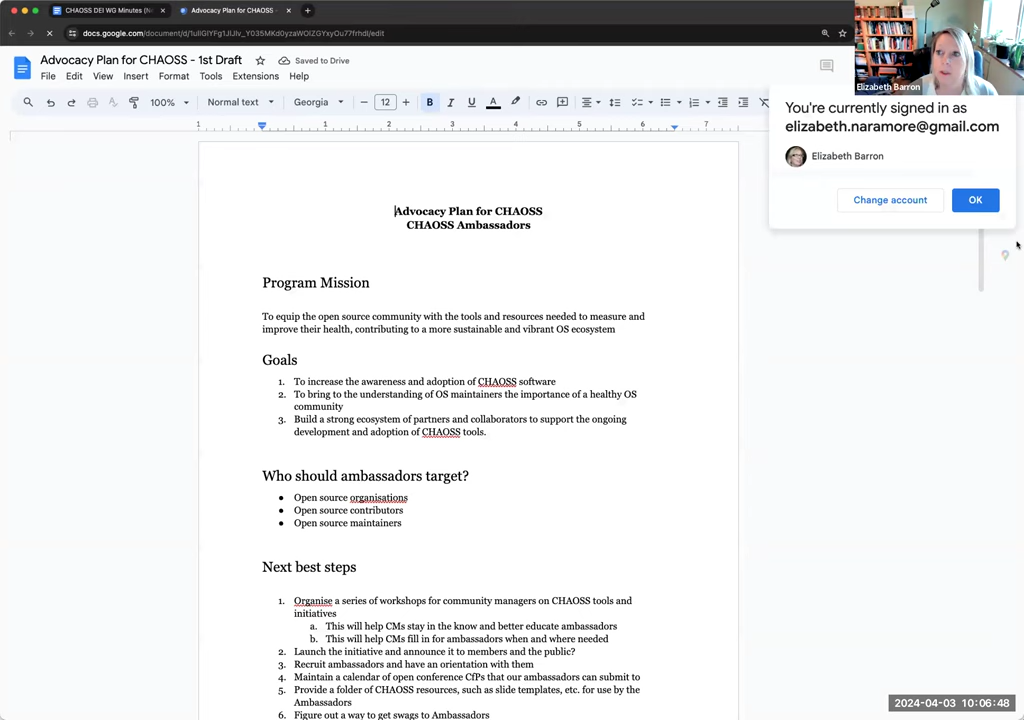 CHAOSS DEI WG Minutes (N
Advocacy Plan for CHAOSS -
docs.google.com/document/d/
Advocacy Plan for CHAOSS - 1st Draft
Saved to Drive
File Edit View Insert Format Tools Extensions Help
100% Normal text Georgia 12 B I U A
1 1 2 3 4 5 6 7
Elizabeth Barron
You're currently signed in as
elizabeth.naramore@gmail.com
Elizabeth Barron
Change account OK
Advocacy Plan for CHAOSS
CHAOSS Ambassadors
Program Mission
To equip the open source community with the tools and resources needed to measure and
improve their health, contributing to a more sustainable and vibrant OS ecosystem
Goals
1. To increase the awareness and adoption of CHAOSS software
2. To bring to the understanding of OS maintainers the importance of a healthy OS
community
3. Build a strong ecosystem of partners and collaborators to support the ongoing
development and adoption of CHAOSS tools.
Who should ambassadors target?
● Open source organisations
● Open source contributors
● Open source maintainers
Next best steps
1. Organise a series of workshops for community managers on CHAOSS tools and
initiatives
a. This will help CMs stay in the know and better educate ambassadors
b. This will help CMs fill in for ambassadors when and where needed
2. Launch the initiative and announce it to members and the public?
3. Recruit ambassadors and have an orientation with them
4. Maintain a calendar of open conference CfPs that our ambassadors can submit to
5. Provide a folder of CHAOSS resources, such as slide templates, etc. for use by the
Ambassadors
6. Figure out a way to get swags to Ambassadors
2024-04-03 10:06:48